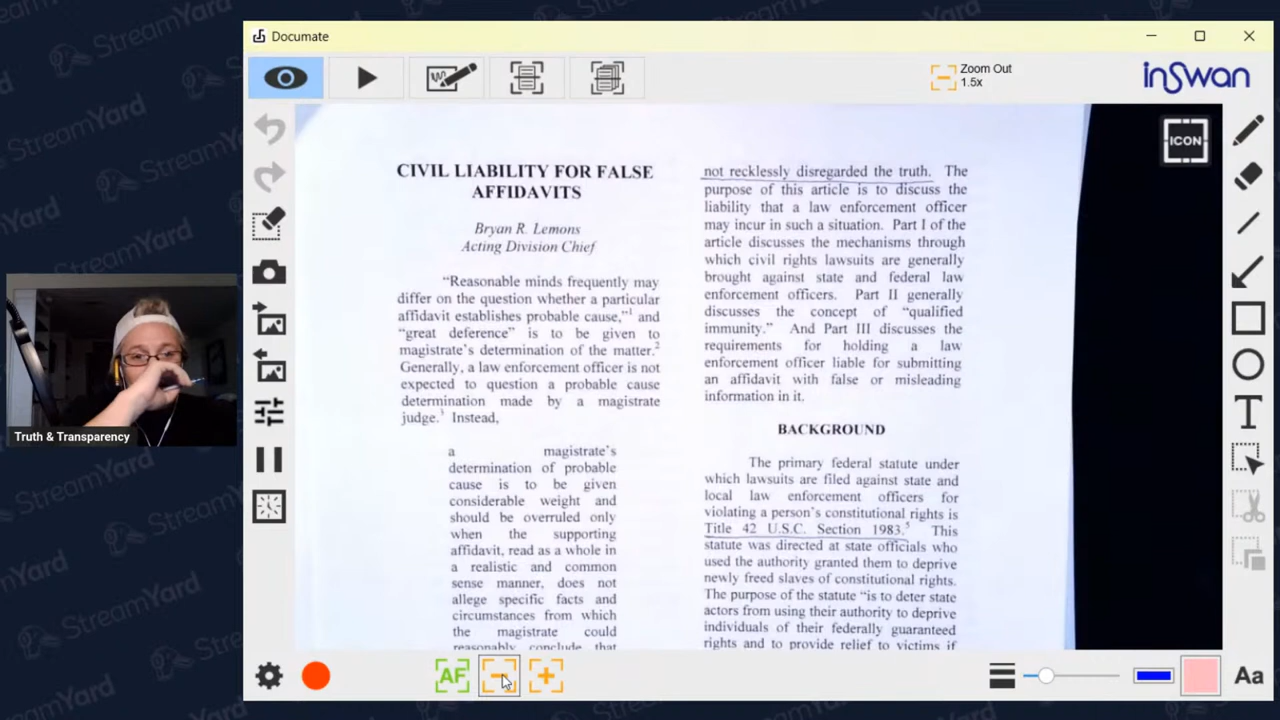 StreamYard
Documate
Zoom Out
1.5x
inSwan
ICON
CIVIL LIABILITY FOR FALSE
AFFIDAVITS
Bryan R. Lemons
Acting Division Chief
“Reasonable minds frequently may
differ on the question whether a particular
affidavit establishes probable cause,”1 and
“great deference” is to be given to
magistrate's determination of the matter.2
Generally, a law enforcement officer is not
expected to question a probable cause
determination made by a magistrate
judge.3 Instead,
a magistrate's
determination of probable
cause is to be given
considerable weight and
should be overruled only
when the supporting
affidavit, read as a whole in
a realistic and common
sense manner, does not
allege specific facts and
circumstances from which
the magistrate could
reasonably conclude that
not recklessly disregarded the truth. The
purpose of this article is to discuss the
liability that a law enforcement officer
may incur in such a situation. Part I of the
article discusses the mechanisms through
which civil rights lawsuits are generally
brought against state and federal law
enforcement officers. Part II generally
discusses the concept of “qualified
immunity.” And Part III discusses the
requirements for holding a law
enforcement officer liable for submitting
an affidavit with false or misleading
information in it.
BACKGROUND
The primary federal statute under
which lawsuits are filed against state and
local law enforcement officers for
violating a person's constitutional rights is
Title 42 U.S.C. Section 1983.5 This
statute was directed at state officials who
used the authority granted them to deprive
newly freed slaves of constitutional rights.
The purpose of the statute “is to deter state
actors from using their authority to deprive
individuals of their federally guaranteed
rights and to provide relief to victims if
Truth & Transparency
AF
T
Aa